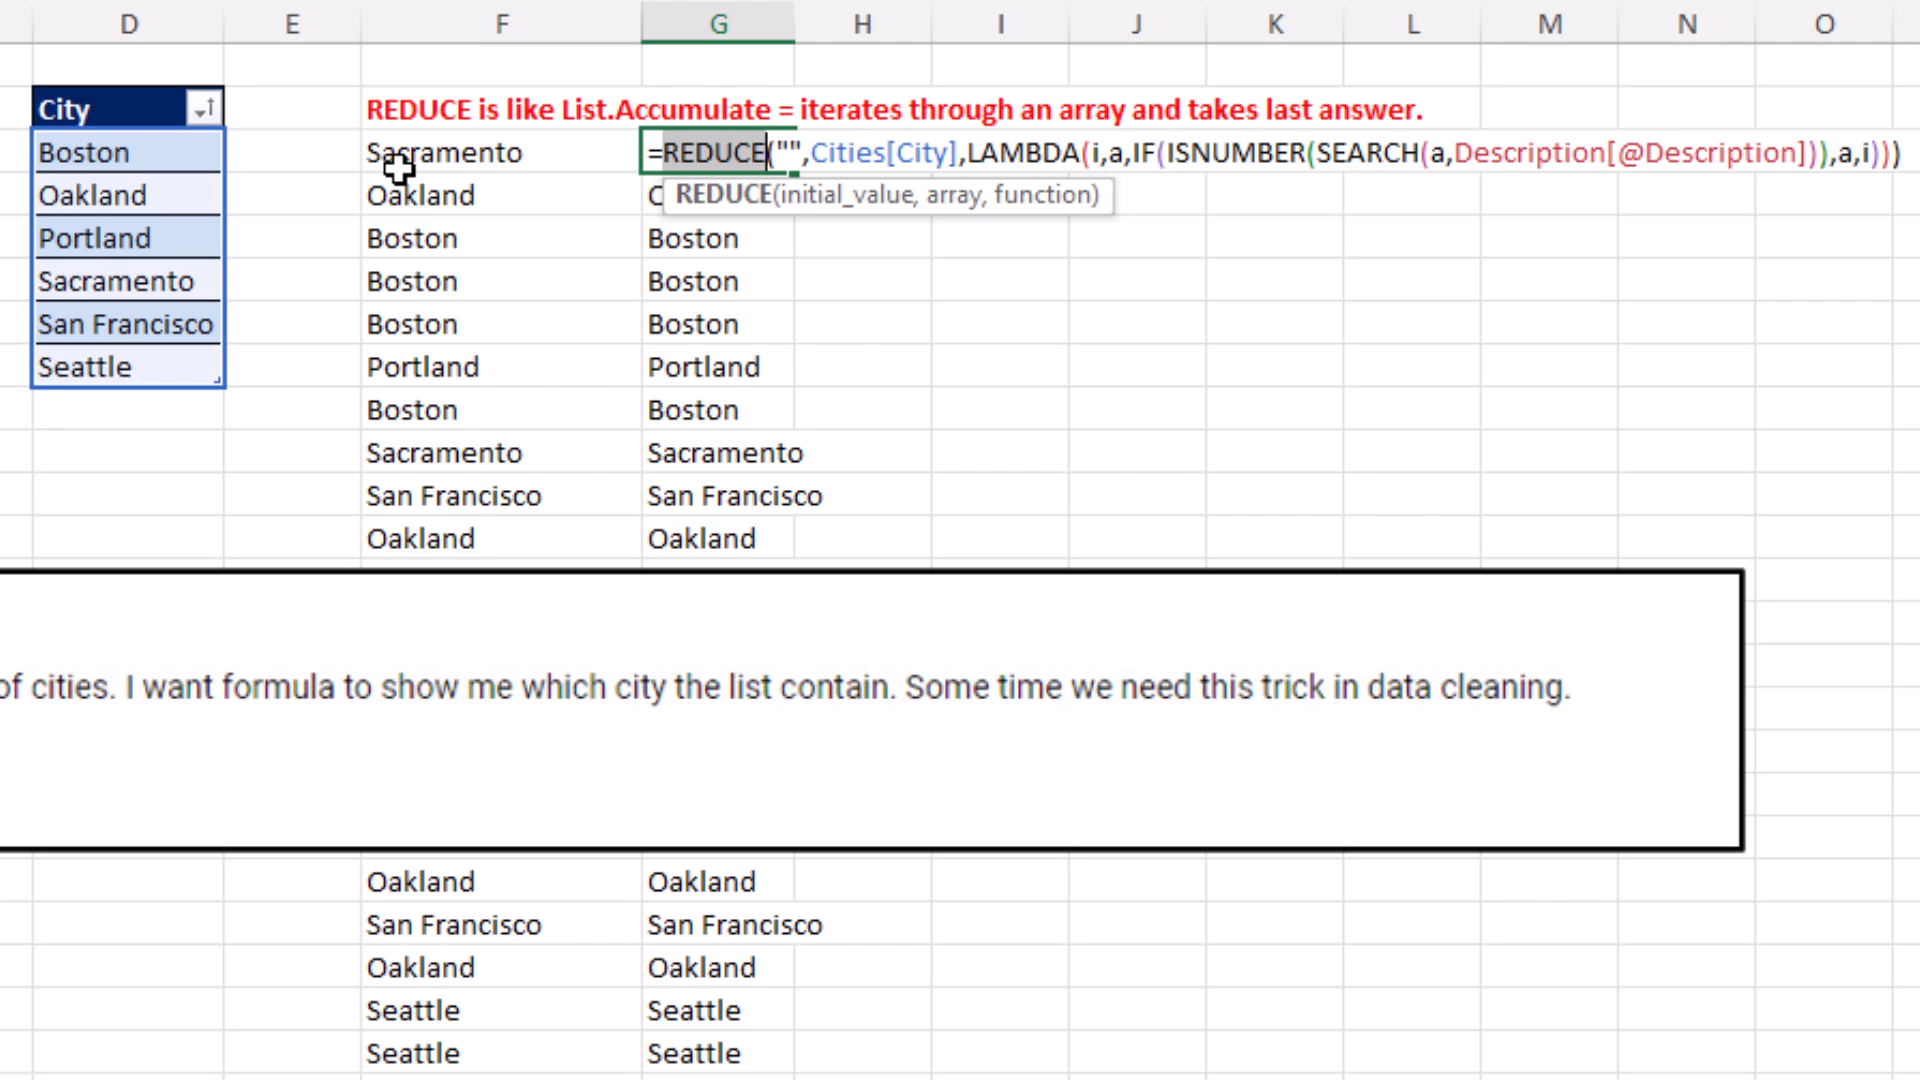 D E F G H I J K L M N O
City REDUCE is like List.Accumulate = iterates through an array and takes last answer.
Boston Sacramento =REDUCE("",Cities[City],LAMBDA(i,a,IF(ISNUMBER(SEARCH(a,Description[@Description])),a,i)))
Oakland Oakland REDUCE(initial_value, array, function)
Portland Boston Boston
Sacramento Boston Boston
San Francisco Boston Boston
Seattle Portland Portland
Boston Boston
Sacramento Sacramento
San Francisco San Francisco
Oakland Oakland
of cities. I want formula to show me which city the list contain. Some time we need this trick in data cleaning.
Oakland Oakland
San Francisco San Francisco
Oakland Oakland
Seattle Seattle
Seattle Seattle